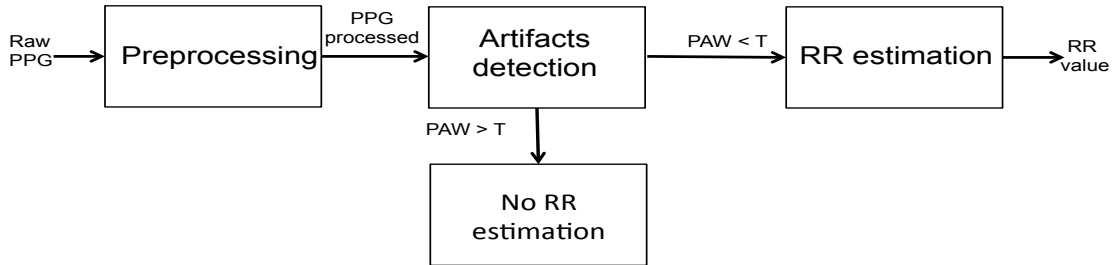 Raw
PPG
Preprocessing
PPG
processed
Artifacts
detection
PAW < T
RR estimation
RR
value
PAW > T
No RR
estimation